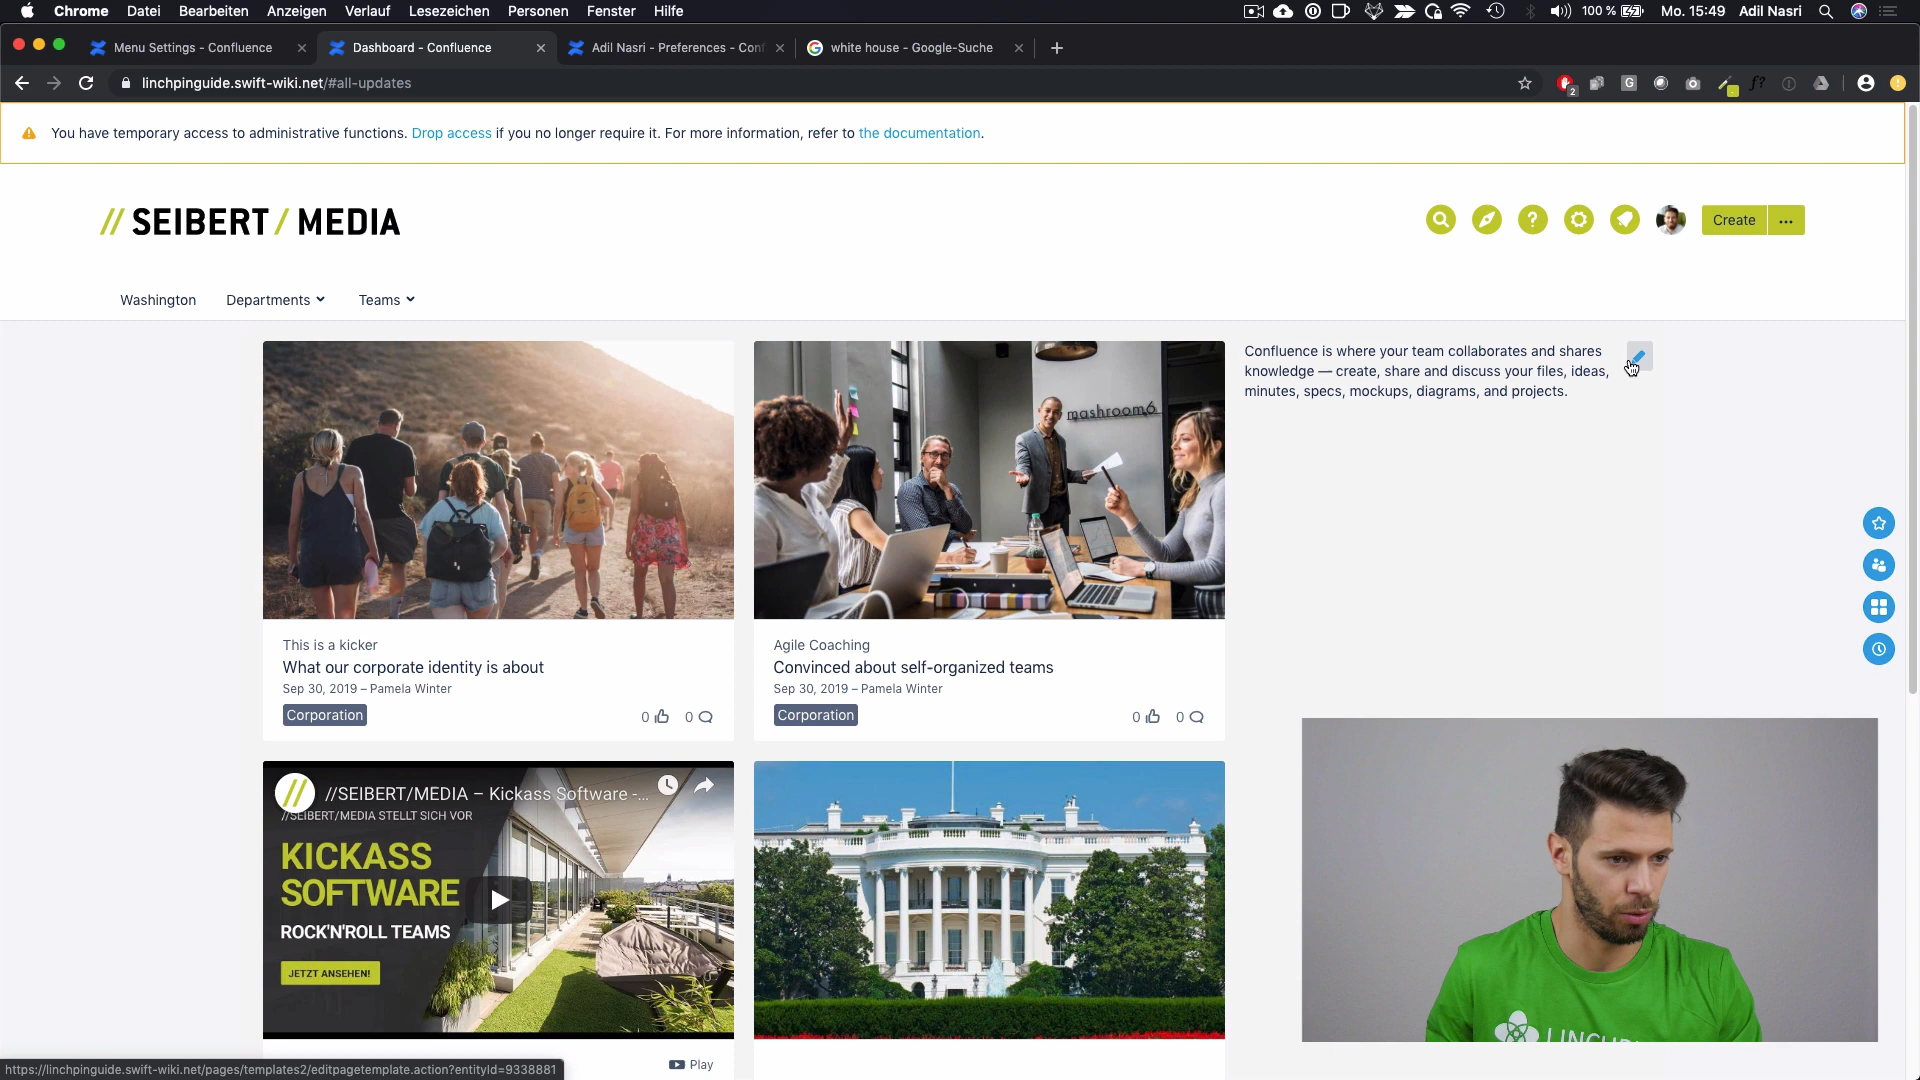 Chrome Datei Bearbeiten Anzeigen Verlauf Lesezeichen Personen Fenster Hilfe 100 % Mo. 15:49 Adil Nasri
Menu Settings - Confluence
Dashboard - Confluence
Adil Nasri - Preferences - Conf
white house - Google-Suche
linchpinguide.swift-wiki.net/#all-updates
2
G
f?
You have temporary access to administrative functions. Drop access if you no longer require it. For more information, refer to the documentation.
// SEIBERT / MEDIA
?
Create
...
Washington Departments Teams
Confluence is where your team collaborates and shares
knowledge — create, share and discuss your files, ideas,
minutes, specs, mockups, diagrams, and projects.
mashroom6
This is a kicker
What our corporate identity is about
Sep 30, 2019 – Pamela Winter
Corporation
0 0
Agile Coaching
Convinced about self-organized teams
Sep 30, 2019 – Pamela Winter
Corporation
0 0
//SEIBERT/MEDIA – Kickass Software -...
//SEIBERT/MEDIA STELLT SICH VOR
KICKASS
SOFTWARE
ROCK'N'ROLL TEAMS
JETZT ANSEHEN!
Play
https://linchpinguide.swift-wiki.net/pages/templates2/editpagetemplate.action?entityId=9338881